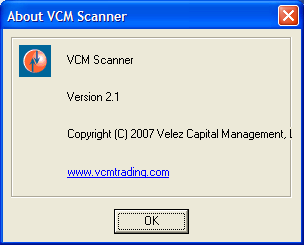 About VCM Scanner
VCM Scanner
Version 2.1
Copyright (C) 2007 Velez Capital Management, L
www.vcmtrading.com
OK